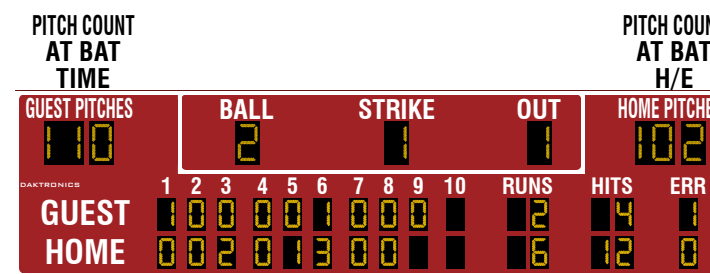 PITCH COUNT
AT BAT
TIME
PITCH COUN
AT BAT
H/E
GUEST PITCHES BALL STRIKE OUT HOME PITCHE
110 2 1 1 102
DAKTRONICS 1 2 3 4 5 6 7 8 9 10 RUNS HITS ERR
GUEST 1 0 0 0 0 1 0 0 0 2 4 1
HOME 0 0 2 0 1 3 0 0 6 12 0